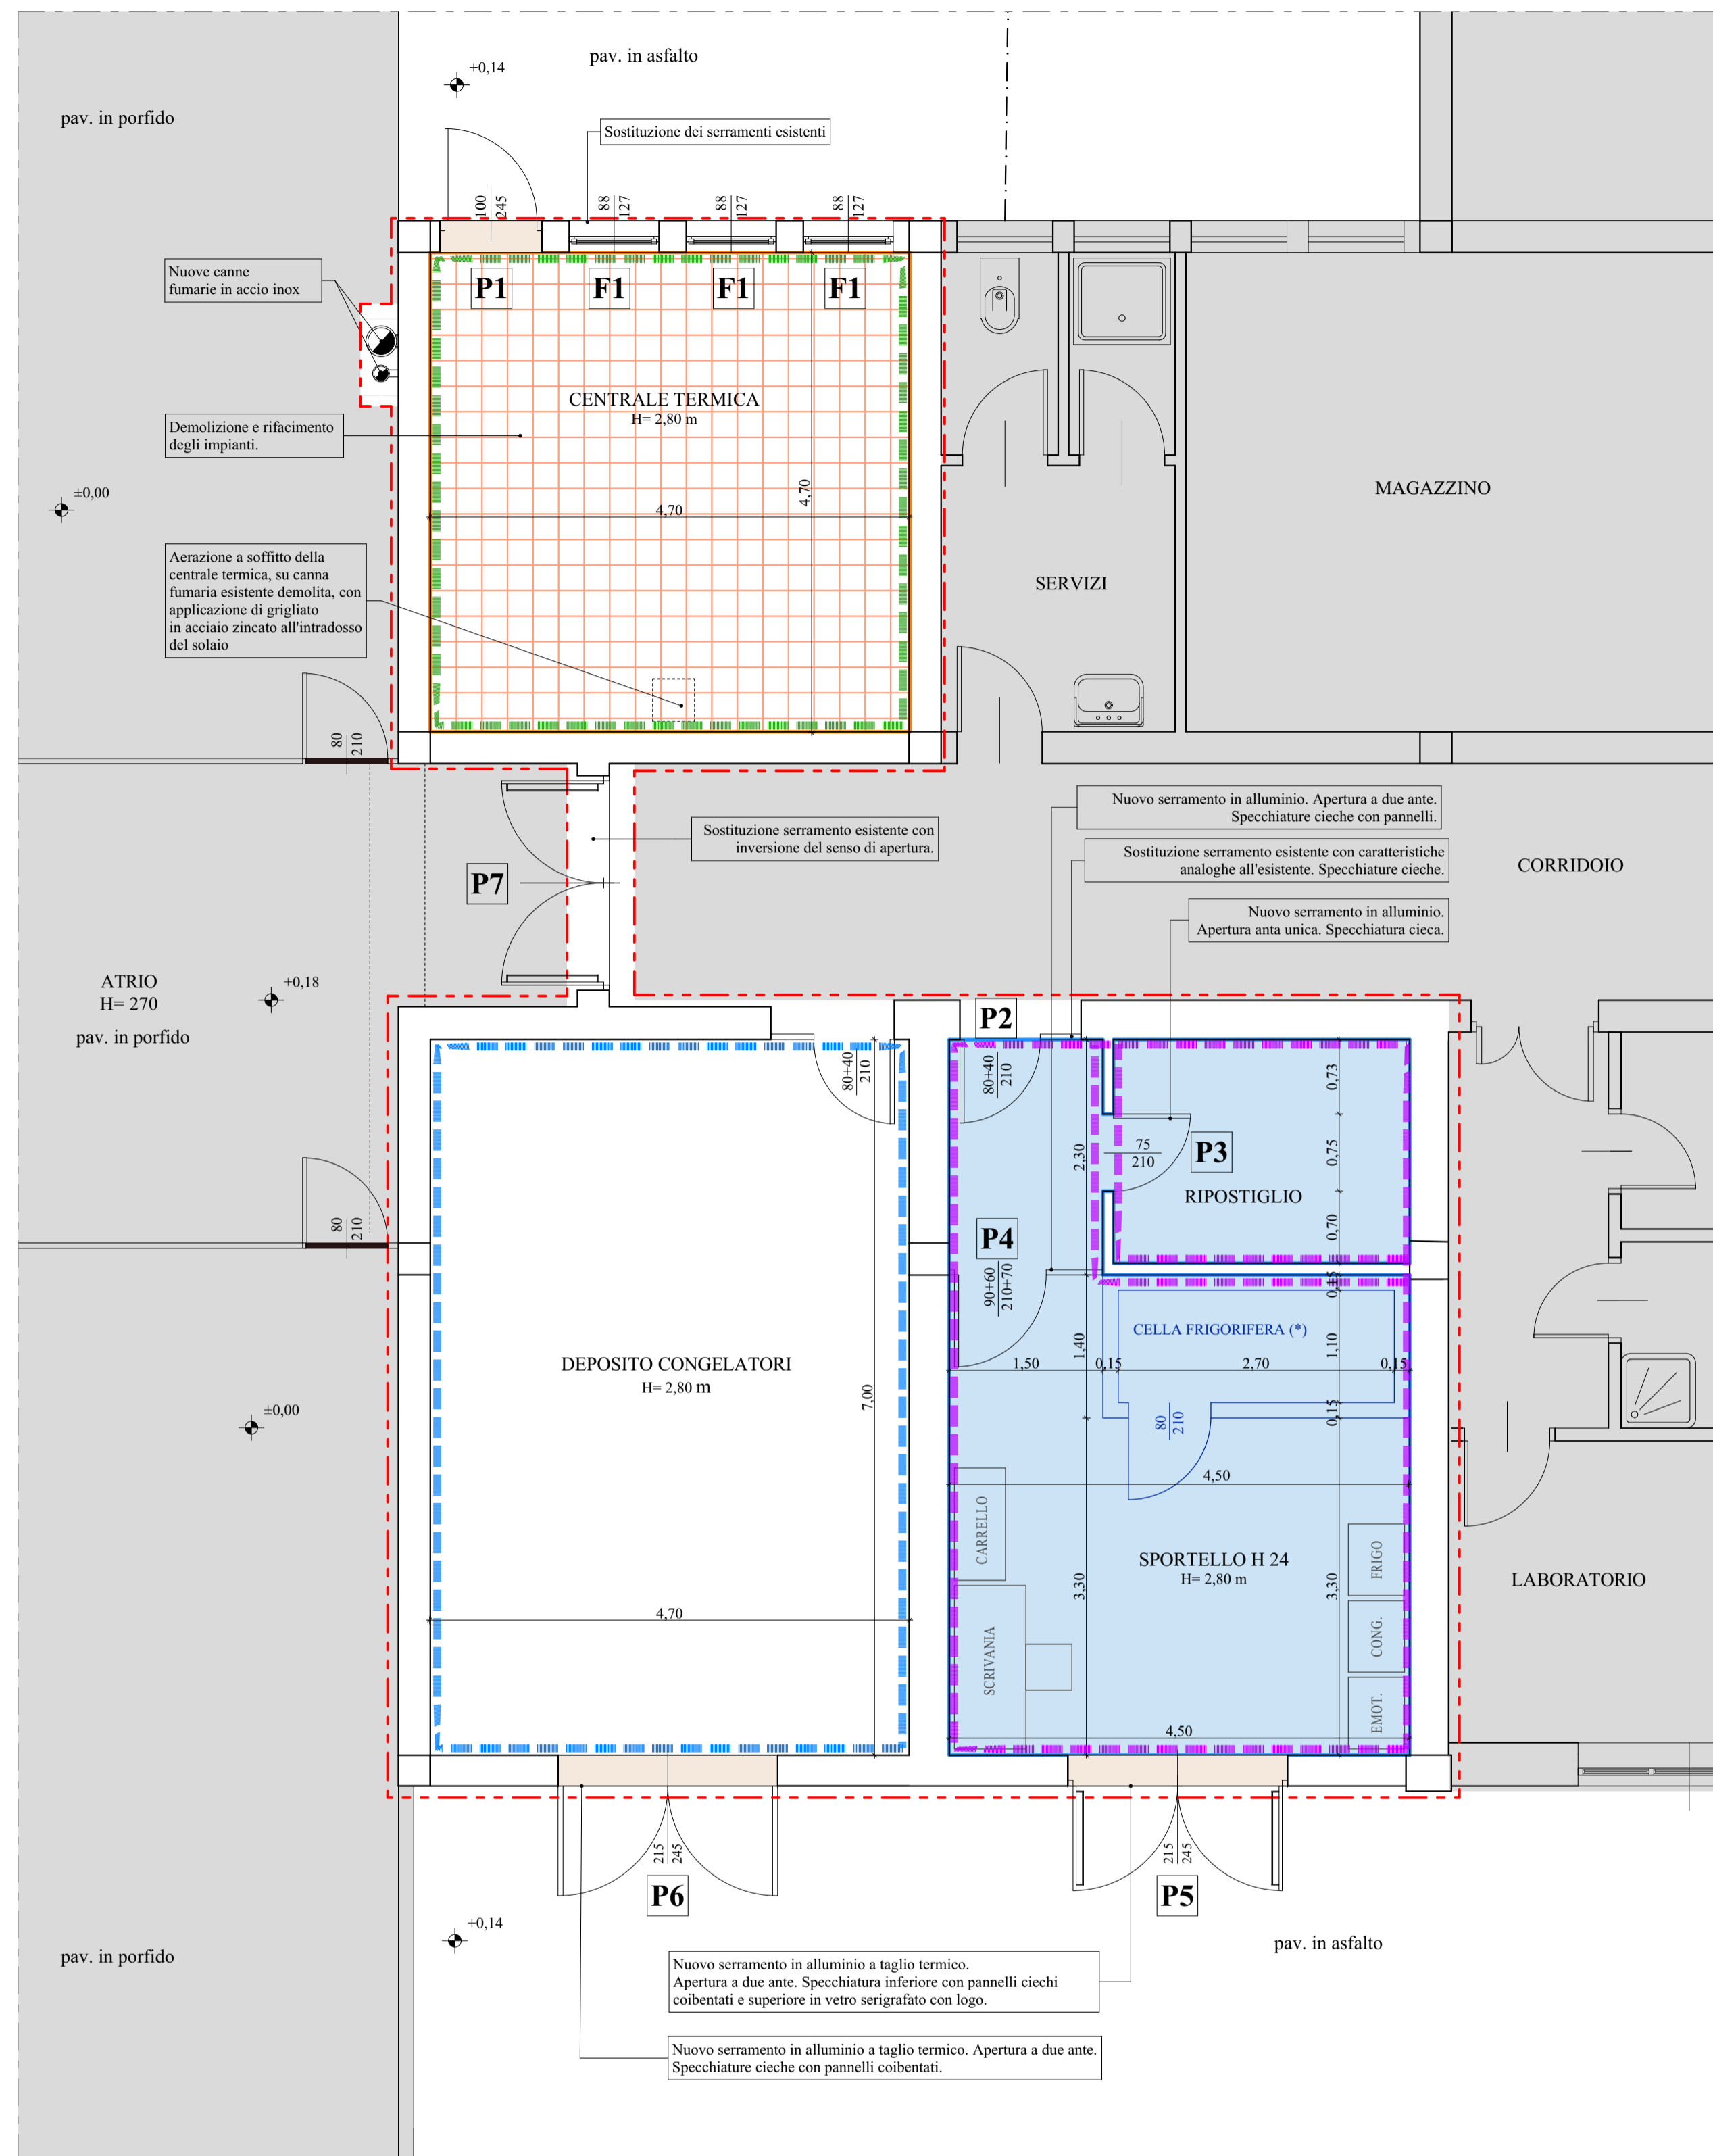 pav. in asfalto
+0,14
pav. in porfido
Sostituzione dei serramenti esistenti
100
245
88
127
88
127
88
127
Nuove canne
fumarie in accio inox
P1
F1
F1
F1
CENTRALE TERMICA
H= 2,80 m
Demolizione e rifacimento
degli impianti.
±0,00
4,70
4,70
MAGAZZINO
Aerazione a soffitto della
centrale termica, su canna
fumaria esistente demolita, con
applicazione di grigliato
in acciaio zincato all'intradosso
del solaio
SERVIZI
80
210
Nuovo serramento in alluminio. Apertura a due ante.
Specchiature cieche con pannelli.
Sostituzione serramento esistente con
inversione del senso di apertura.
Sostituzione serramento esistente con caratteristiche
analoghe all'esistente. Specchiature cieche.
CORRIDOIO
P7
Nuovo serramento in alluminio.
Apertura anta unica. Specchiatura cieca.
ATRIO
H= 270
+0,18
pav. in porfido
P2
80+40
210
80+40
210
0,73
2,30
75
210
P3
0,75
RIPOSTIGLIO
0,70
80
210
P4
90+60
210+70
0,15
CELLA FRIGORIFERA (*)
1,40
1,10
DEPOSITO CONGELATORI
H= 2,80 m
1,50
0,15
2,70
0,15
7,00
±0,00
80
210
0,15
4,50
CARRELLO
SPORTELLO H 24
H= 2,80 m
FRIGO
LABORATORIO
3,30
3,30
4,70
SCRIVANIA
CONG.
EMOT.
4,50
215
245
215
245
P6
P5
+0,14
pav. in asfalto
pav. in porfido
Nuovo serramento in alluminio a taglio termico.
Apertura a due ante. Specchiatura inferiore con pannelli ciechi
coibentati e superiore in vetro serigrafato con logo.
Nuovo serramento in alluminio a taglio termico. Apertura a due ante.
Specchiature cieche con pannelli coibentati.